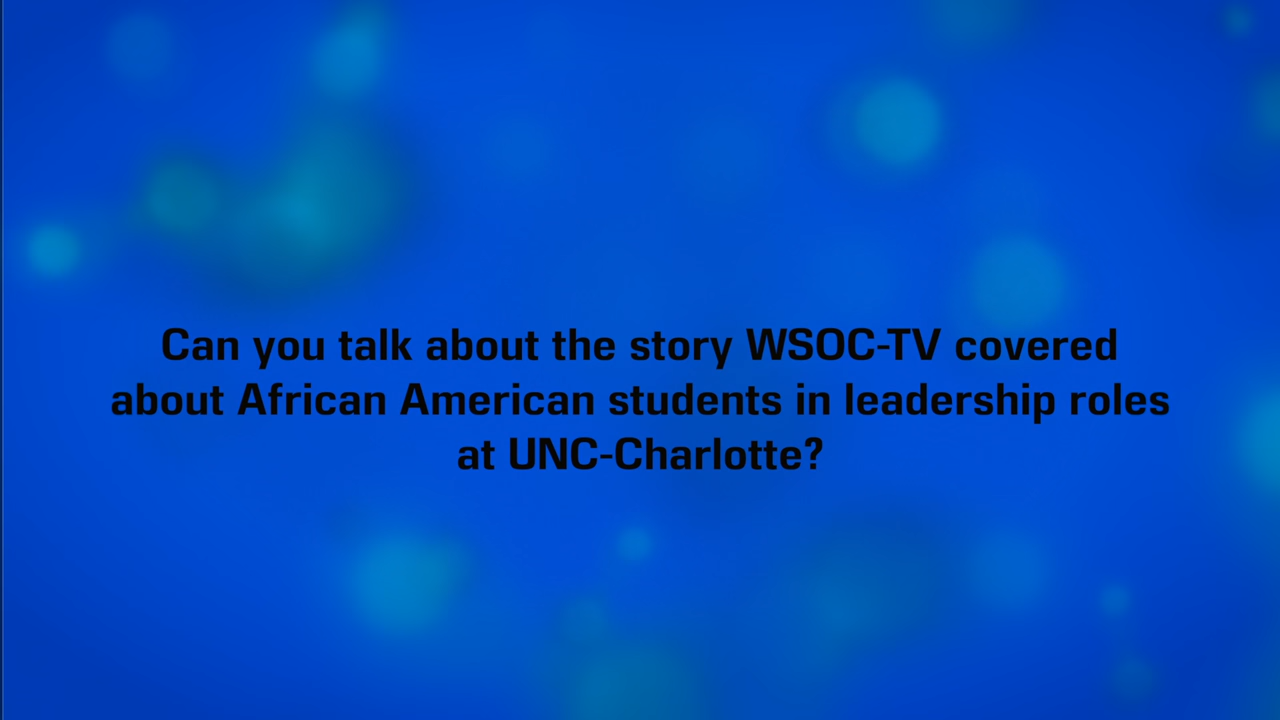 Can you talk about the story WSOC-TV covered
about African American students in leadership roles
at UNC-Charlotte?